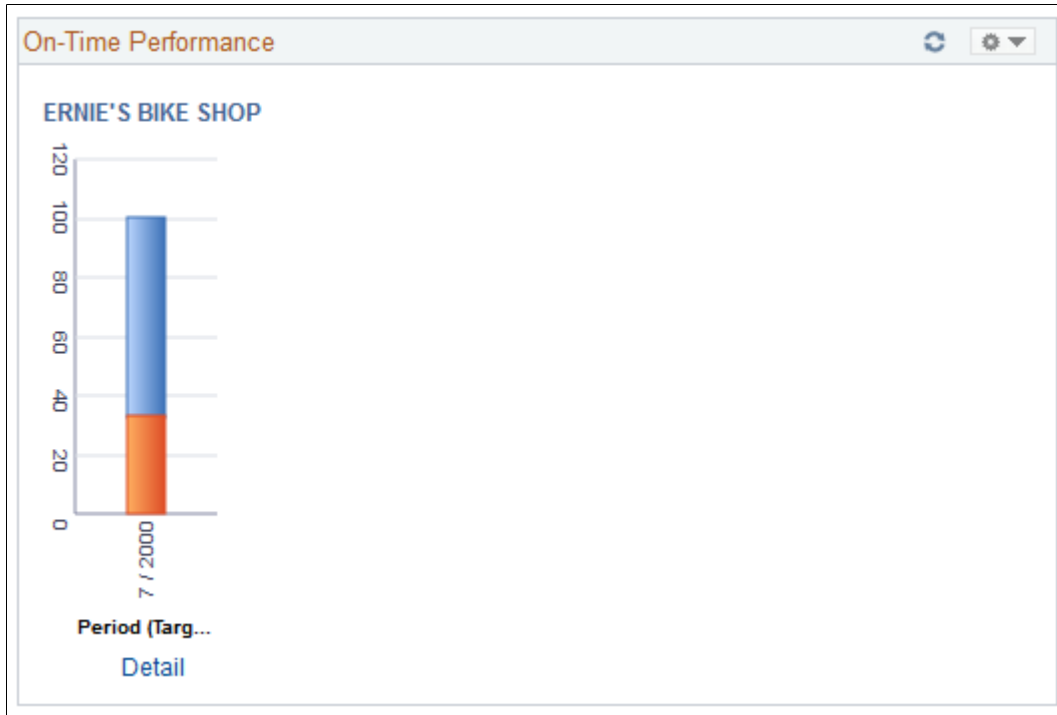 On-Time Performance
ERNIE'S BIKE SHOP
120
100
80
60
40
20
0
7 / 2000
Period (Targ...
Detail